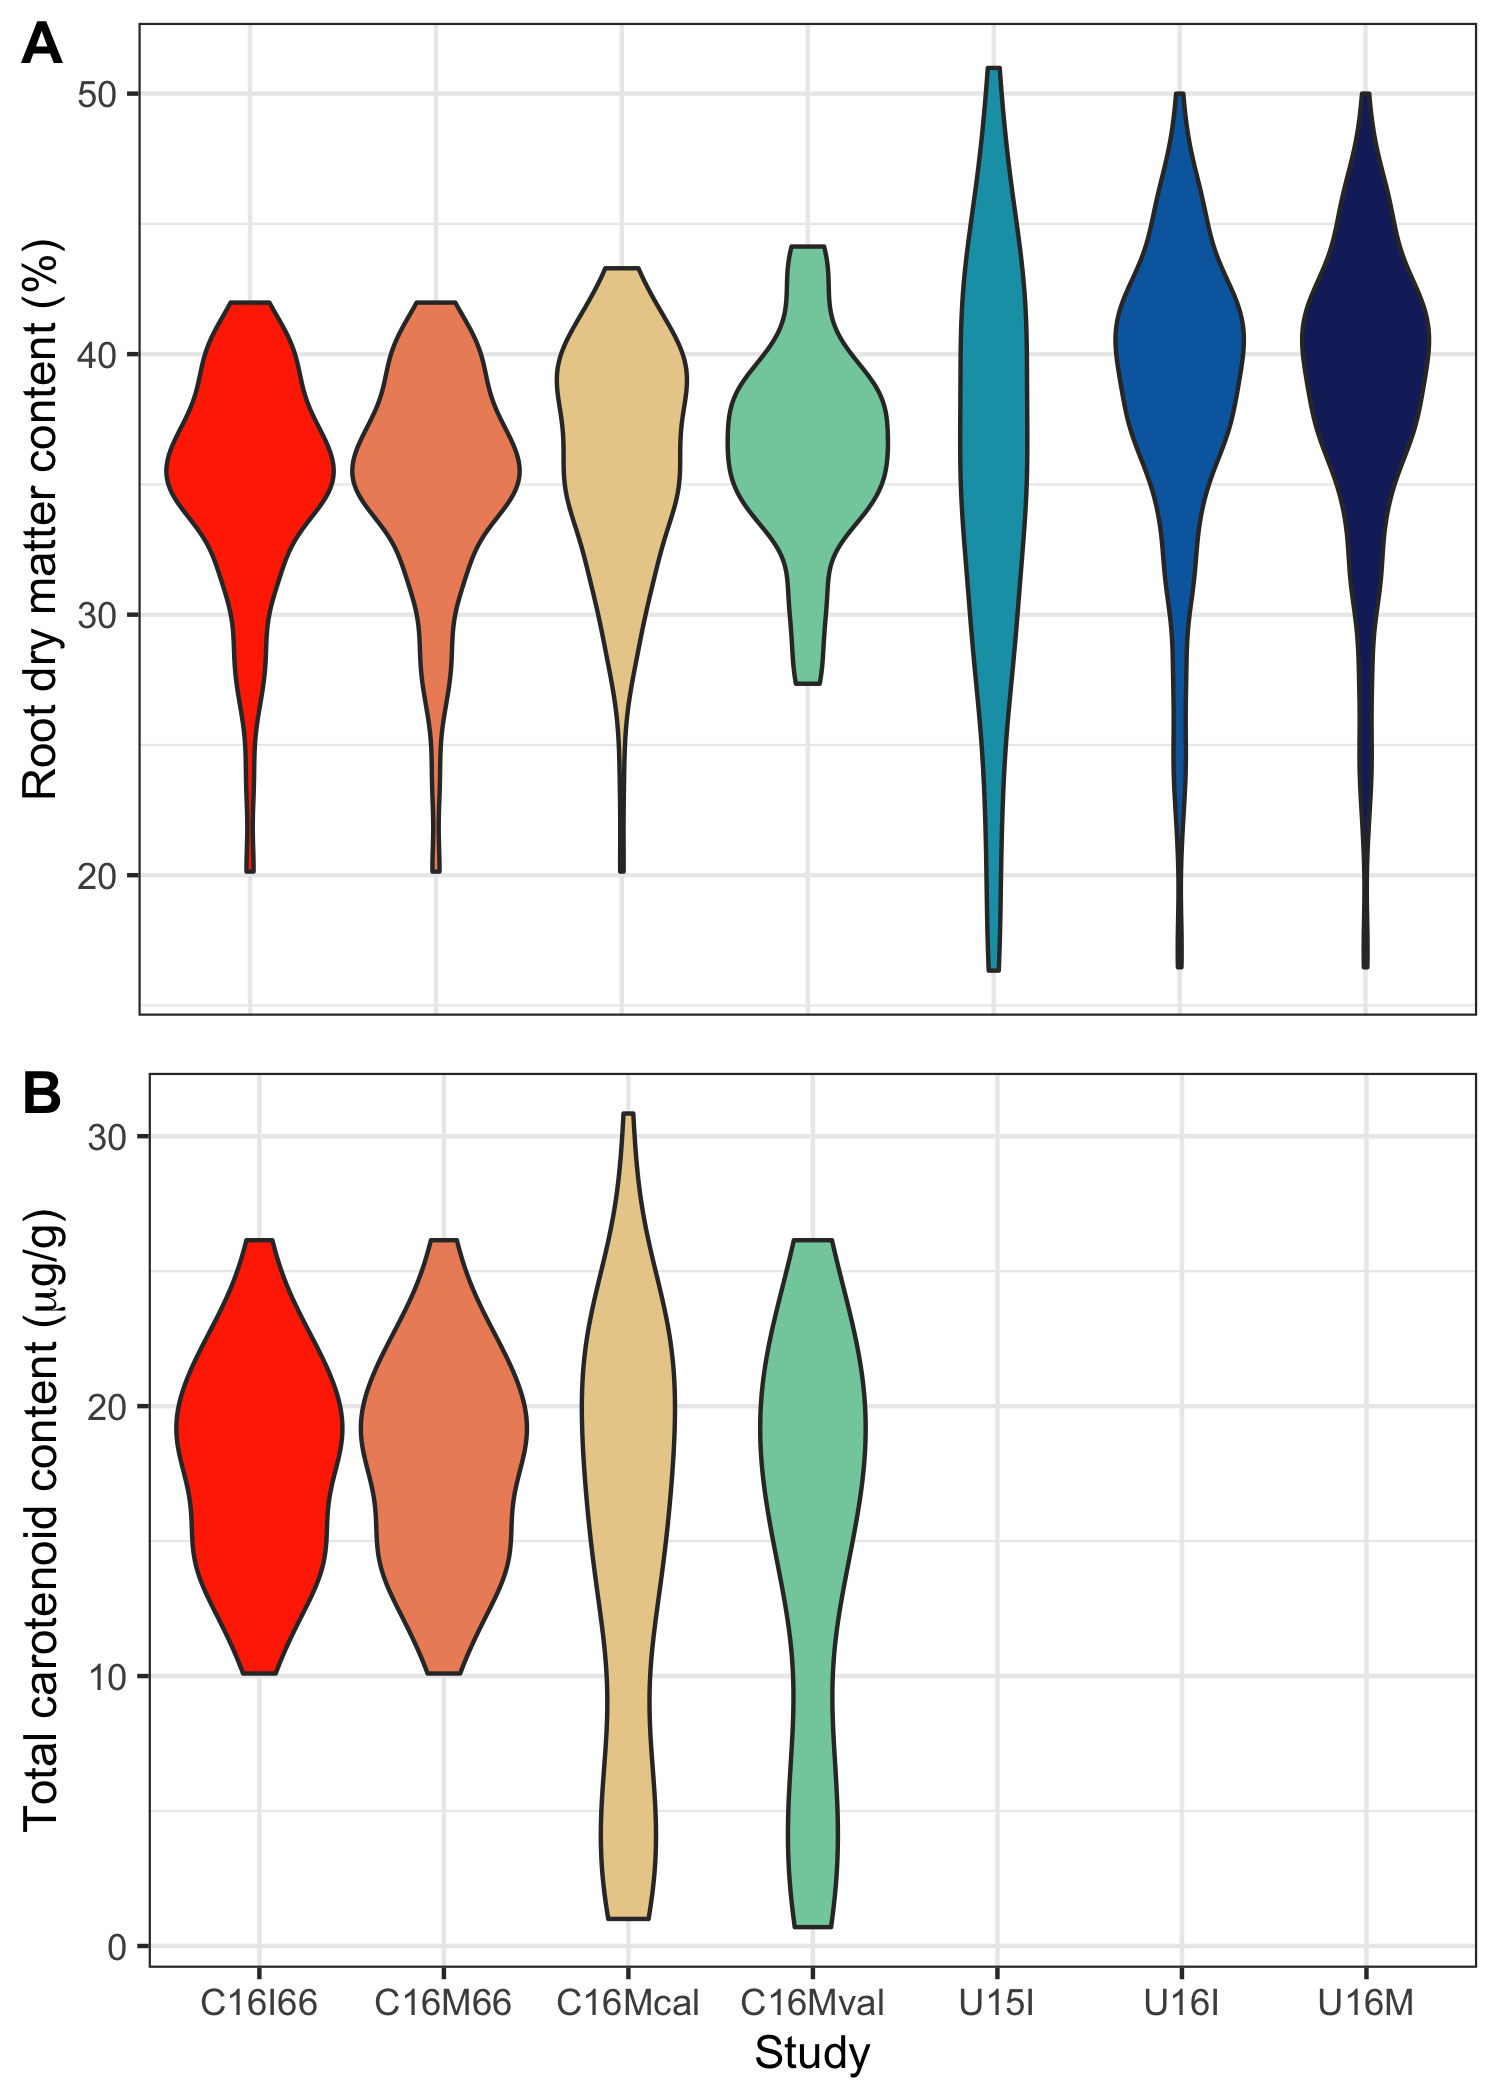 A
Root dry matter content (%)
50
40
30
20
B
Total carotenoid content (μg/g)
30
20
10
0
C16I66 C16M66 C16Mcal C16Mval U15I U16I U16M
Study